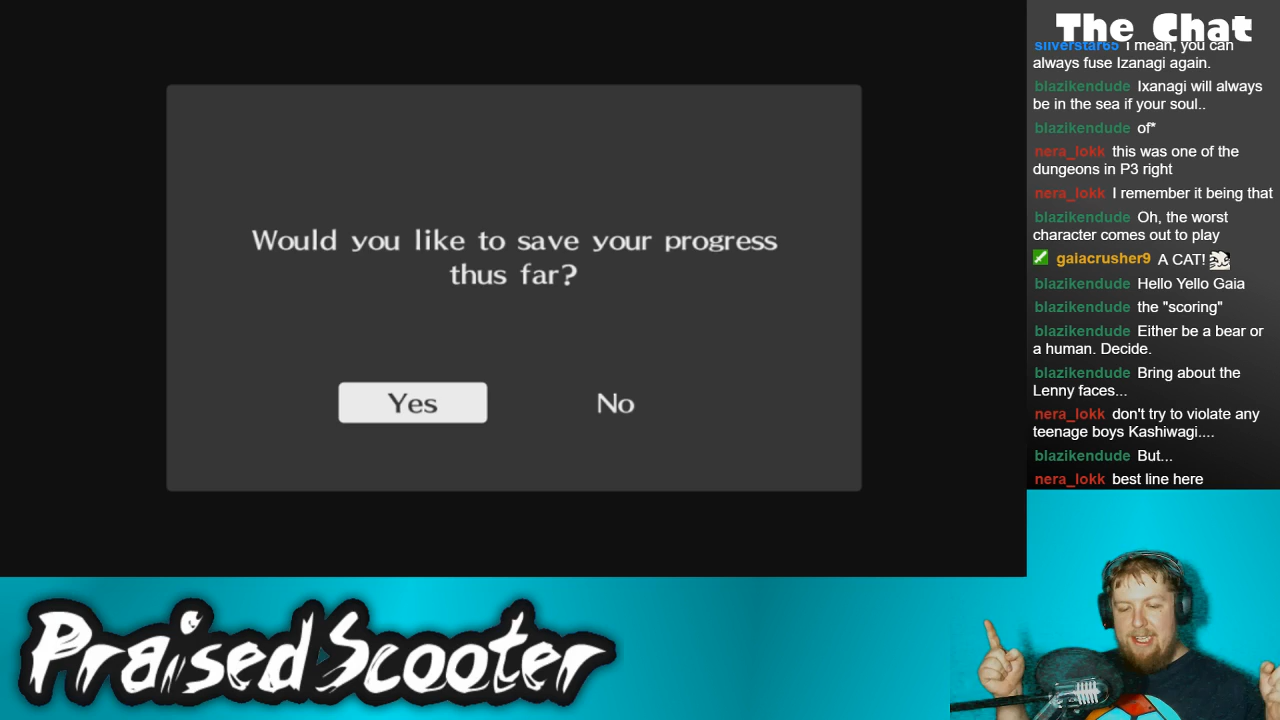 Would you like to save your progress
thus far?
Yes
No
The Chat
silverstar65 I mean, you can
always fuse Izanagi again.
blazikendude Ixanagi will always
be in the sea if your soul..
blazikendude of*
nera_lokk this was one of the
dungeons in P3 right
nera_lokk I remember it being that
blazikendude Oh, the worst
character comes out to play
gaiacrusher9 A CAT!
blazikendude Hello Yello Gaia
blazikendude the "scoring"
blazikendude Either be a bear or
a human. Decide.
blazikendude Bring about the
Lenny faces...
nera_lokk don't try to violate any
teenage boys Kashiwagi....
blazikendude But...
nera_lokk best line here
PraisedScooter